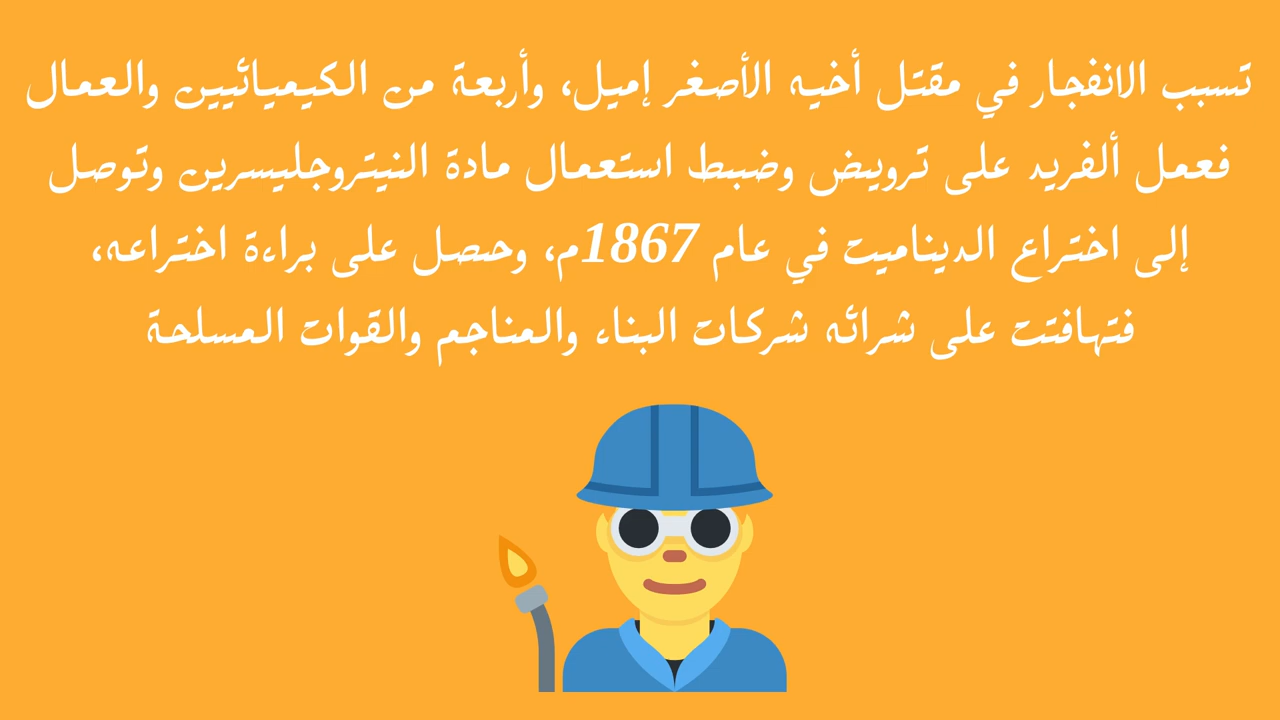 تسبب الانفجار في مقتل أخيه الأصغر إميل، وأربعة من الكيميائيين والعمال
فعمل ألفريد على ترويض وضبط استعمال مادة النيتروجليسرين وتوصل
إلى اختراع الديناميت في عام 1867م، وحصل على براءة اختراعه،
فتهافتت على شرائه شركات البناء والمناجم والقوات المسلحة